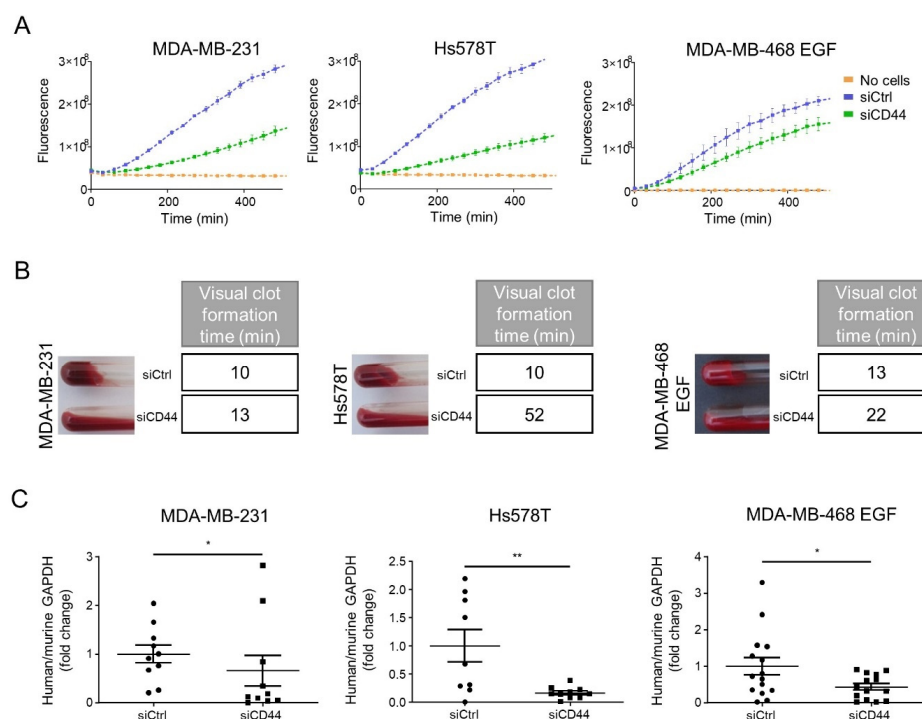 A
MDA-MB-231
Fluorescence
3×10⁸
2×10⁸
1×10⁸
0
0
200
400
Time (min)
Hs578T
Fluorescence
3×10⁸
2×10⁸
1×10⁸
0
0
200
400
Time (min)
MDA-MB-468 EGF
Fluorescence
3×10⁸
2×10⁸
1×10⁸
0
0
200
400
Time (min)
No cells
siCtrl
siCD44
B
MDA-MB-231
Visual clot
formation
time (min)
siCtrl
10
siCD44
13
Hs578T
Visual clot
formation
time (min)
siCtrl
10
siCD44
52
MDA-MB-468
EGF
Visual clot
formation
time (min)
siCtrl
13
siCD44
22
C
MDA-MB-231
Human/murine GAPDH
(fold change)
3
2
1
0
*
siCtrl
siCD44
Hs578T
Human/murine GAPDH
(fold change)
2.5
2.0
1.5
1.0
0.5
0.0
**
siCtrl
siCD44
MDA-MB-468 EGF
Human/murine GAPDH
(fold change)
4
3
2
1
0
*
siCtrl
siCD44